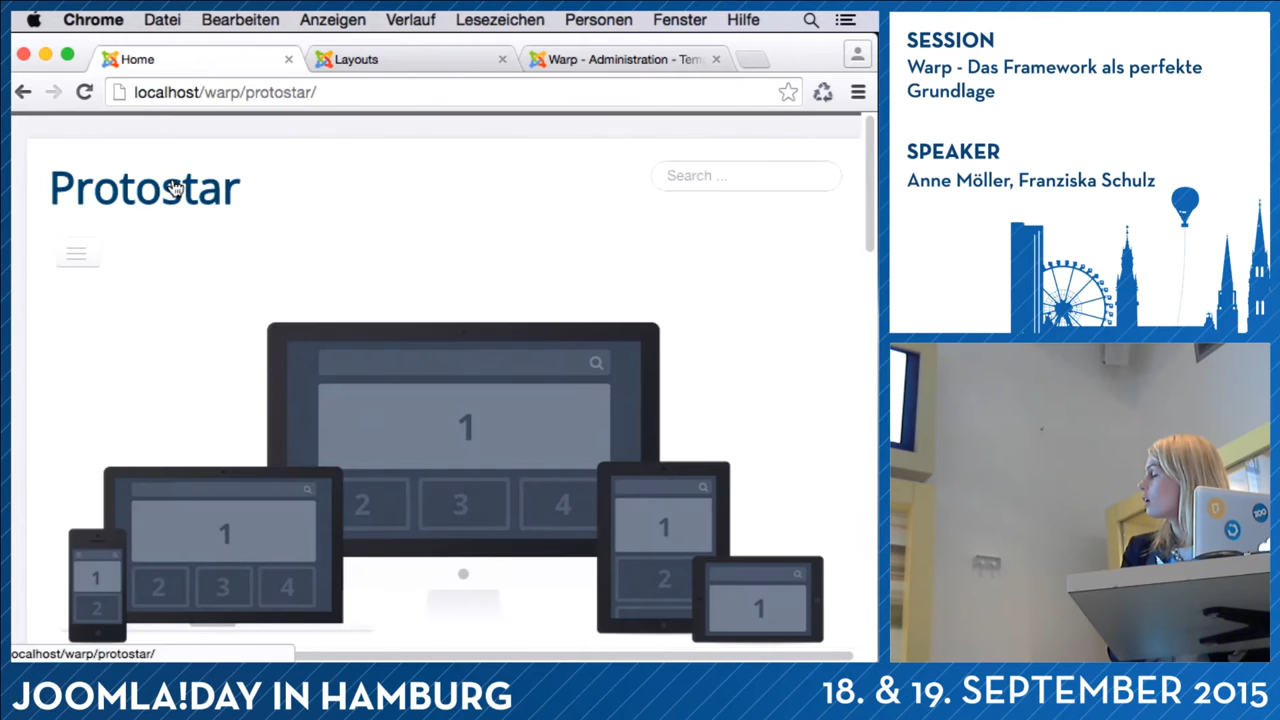 Chrome Datei Bearbeiten Anzeigen Verlauf Lesezeichen Personen Fenster Hilfe
Home Layouts Warp - Administration - Tem
localhost/warp/protostar/
Protostar
Search ...
1
2 3 4
1
2 3 4
1
2
1
2
1
localhost/warp/protostar/
SESSION
Warp - Das Framework als perfekte
Grundlage
SPEAKER
Anne Möller, Franziska Schulz
ZOO
JOOMLA!DAY IN HAMBURG
18. & 19. SEPTEMBER 2015